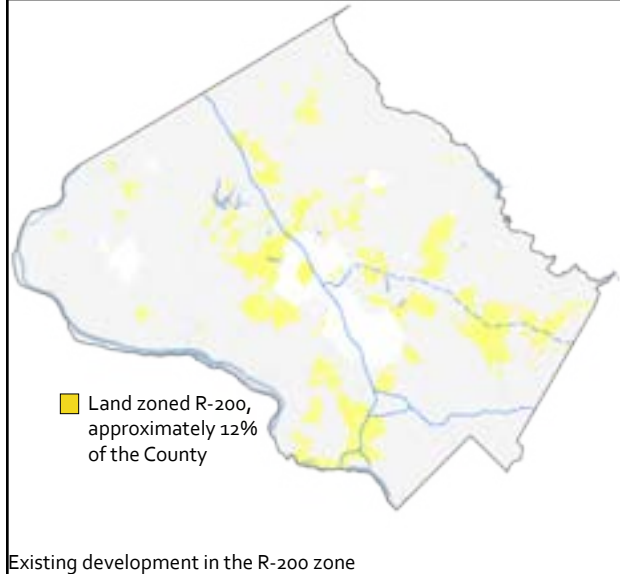 Land zoned R-200,
approximately 12%
of the County
Existing development in the R-200 zone